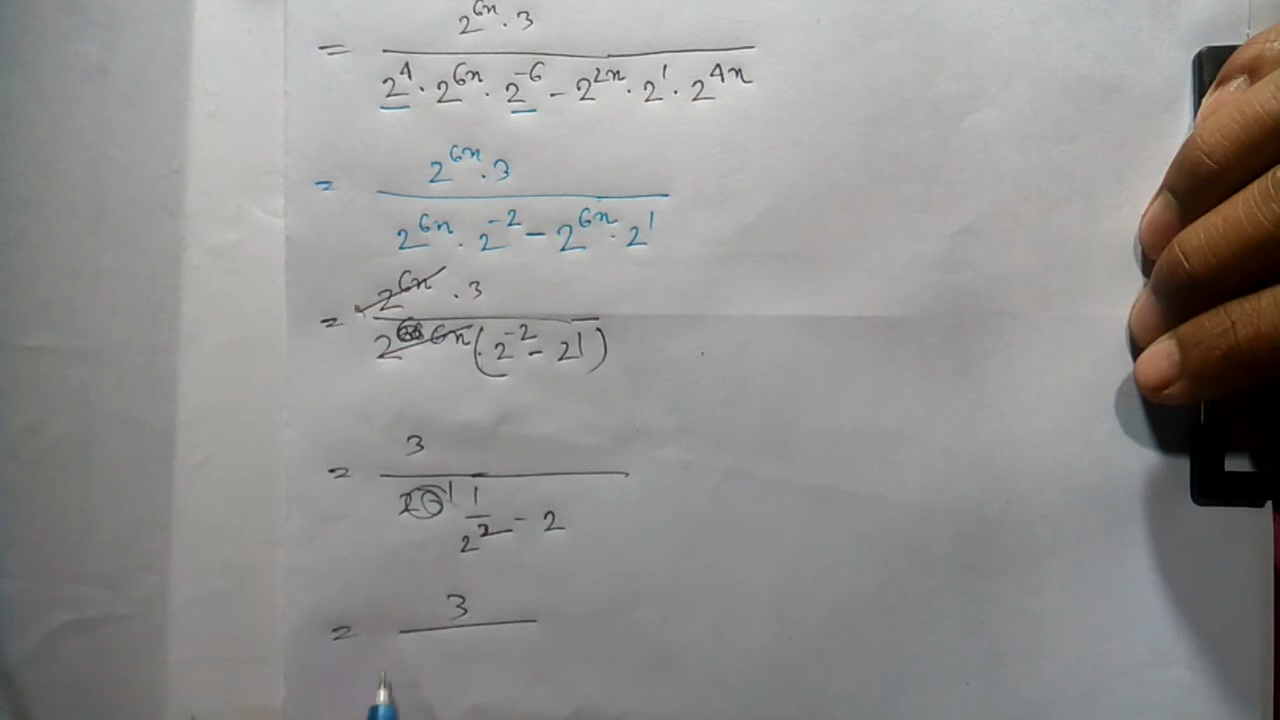 2^{6n} · 3
= 2^4 · 2^{6n} · 2^{-6} - 2^{2n} · 2^1 · 2^{4n}
2^{6n} · 3
= 2^{6n} · 2^{-2} - 2^{6n} · 2^1
2^{6n} · 3
= 2^{6n} (2^{-2} - 2^1)
3
= 1/2^2 - 2
= 3